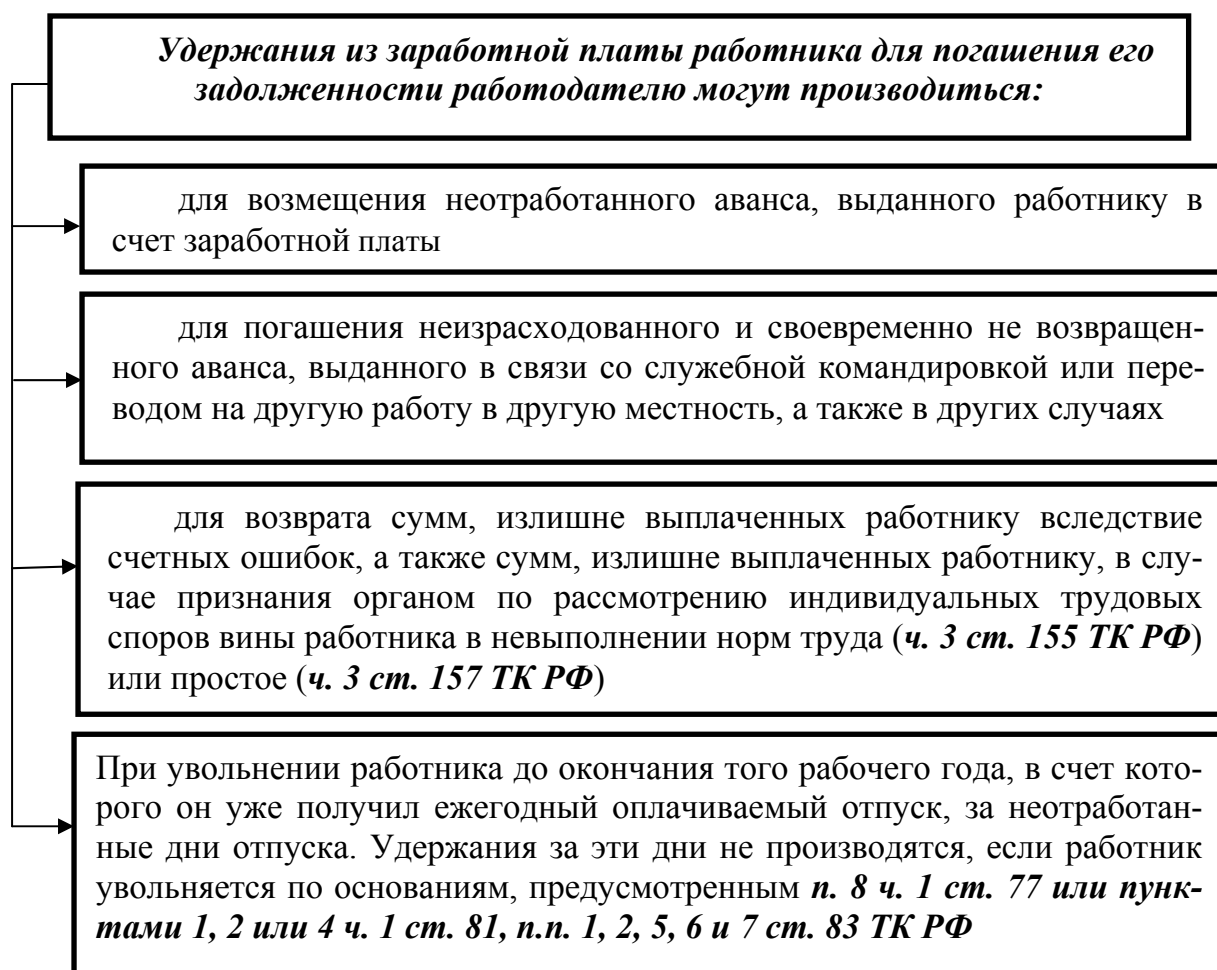 Удержания из заработной платы работника для погашения его
задолженности работодателю могут производиться:
для возмещения неотработанного аванса, выданного работнику в
счет заработной платы
для погашения неизрасходованного и своевременно не возвращен-
ного аванса, выданного в связи со служебной командировкой или пере-
водом на другую работу в другую местность, а также в других случаях
для возврата сумм, излишне выплаченных работнику вследствие
счетных ошибок, а также сумм, излишне выплаченных работнику, в слу-
чае признания органом по рассмотрению индивидуальных трудовых
споров вины работника в невыполнении норм труда (ч. 3 ст. 155 ТК РФ)
или простое (ч. 3 ст. 157 ТК РФ)
При увольнении работника до окончания того рабочего года, в счет кото-
рого он уже получил ежегодный оплачиваемый отпуск, за неотработан-
ные дни отпуска. Удержания за эти дни не производятся, если работник
увольняется по основаниям, предусмотренным п. 8 ч. 1 ст. 77 или пунк-
тами 1, 2 или 4 ч. 1 ст. 81, п.п. 1, 2, 5, 6 и 7 ст. 83 ТК РФ